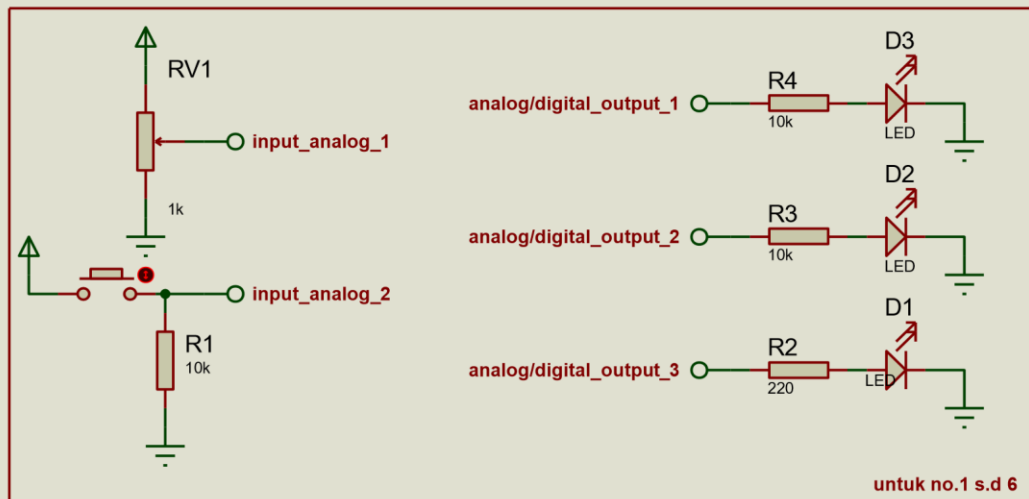 RV1
input_analog_1
1k
input_analog_2
R1
10k
D3
R4
analog/digital_output_1
10k
LED
D2
R3
analog/digital_output_2
10k
LED
D1
R2
analog/digital_output_3
220
LED
untuk no.1 s.d 6